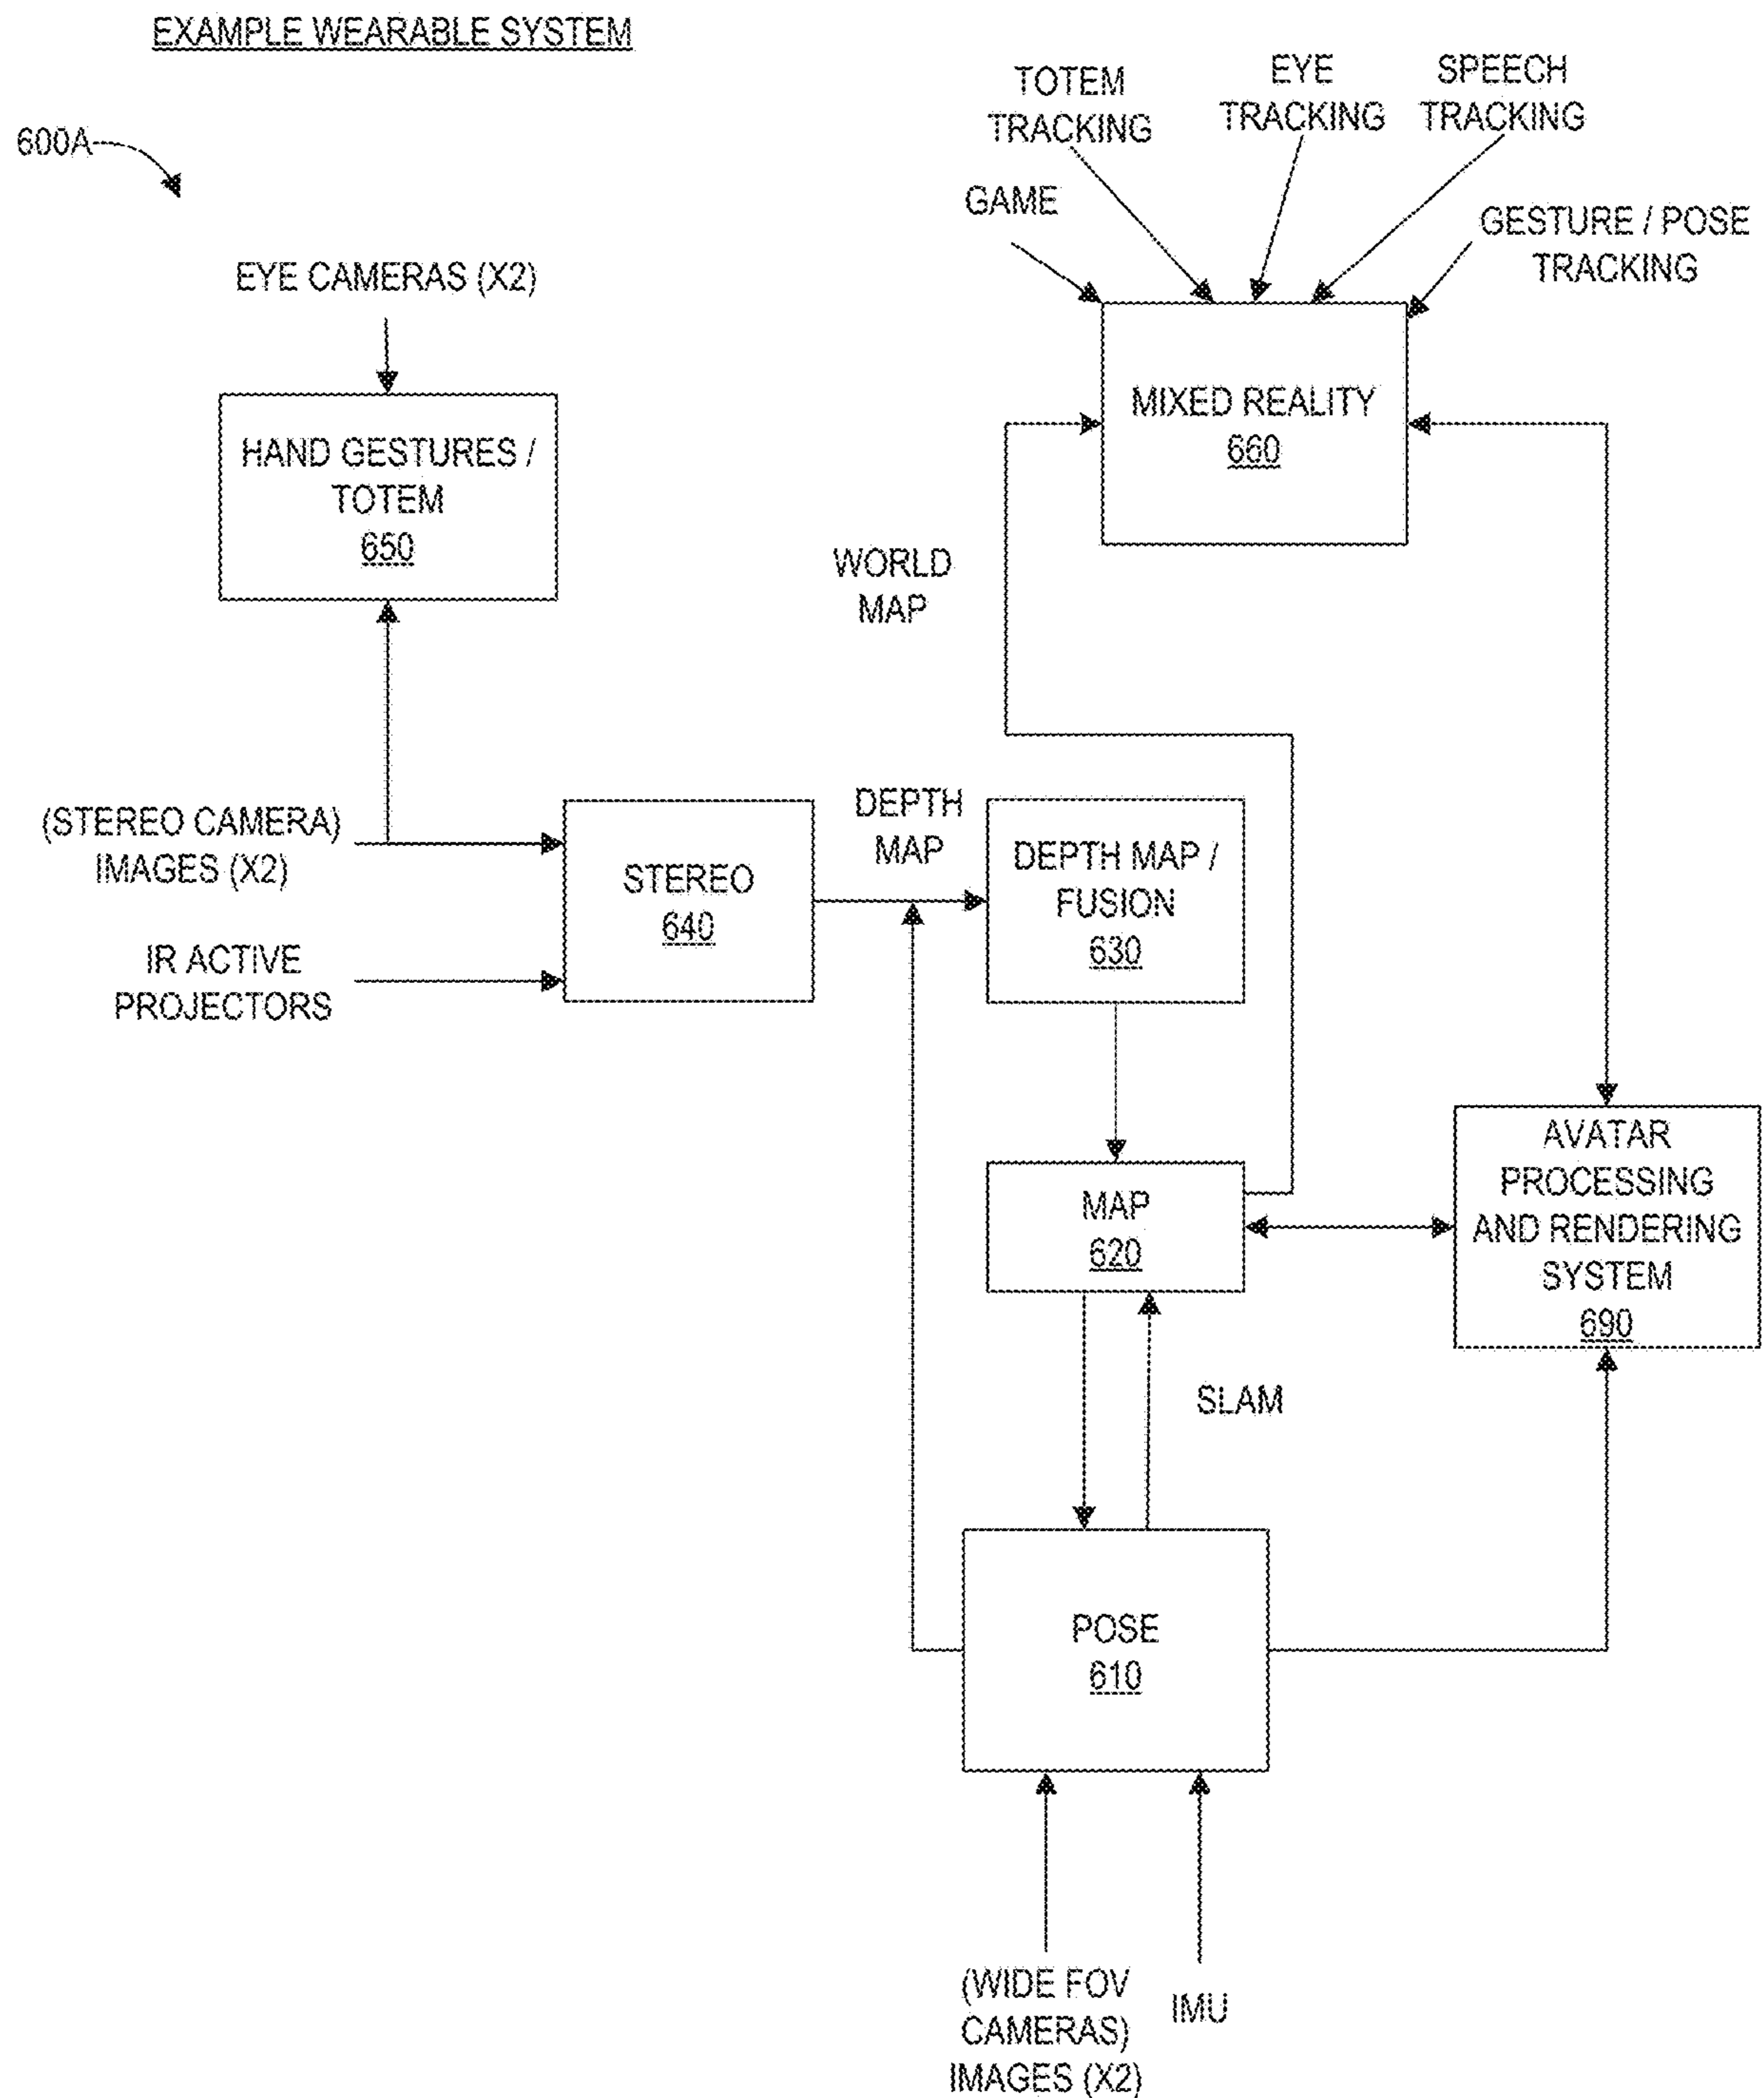 EXAMPLE WEARABLE SYSTEM
600A
TOTEM
TRACKING
EYE
TRACKING
SPEECH
TRACKING
GAME
GESTURE / POSE
TRACKING
EYE CAMERAS (X2)
HAND GESTURES /
TOTEM
650
MIXED REALITY
660
WORLD
MAP
(STEREO CAMERA)
IMAGES (X2)
IR ACTIVE
PROJECTORS
STEREO
640
DEPTH
MAP
DEPTH MAP /
FUSION
630
MAP
620
AVATAR
PROCESSING
AND RENDERING
SYSTEM
690
SLAM
POSE
610
(WIDE FOV
CAMERAS)
IMAGES (X2)
IMU